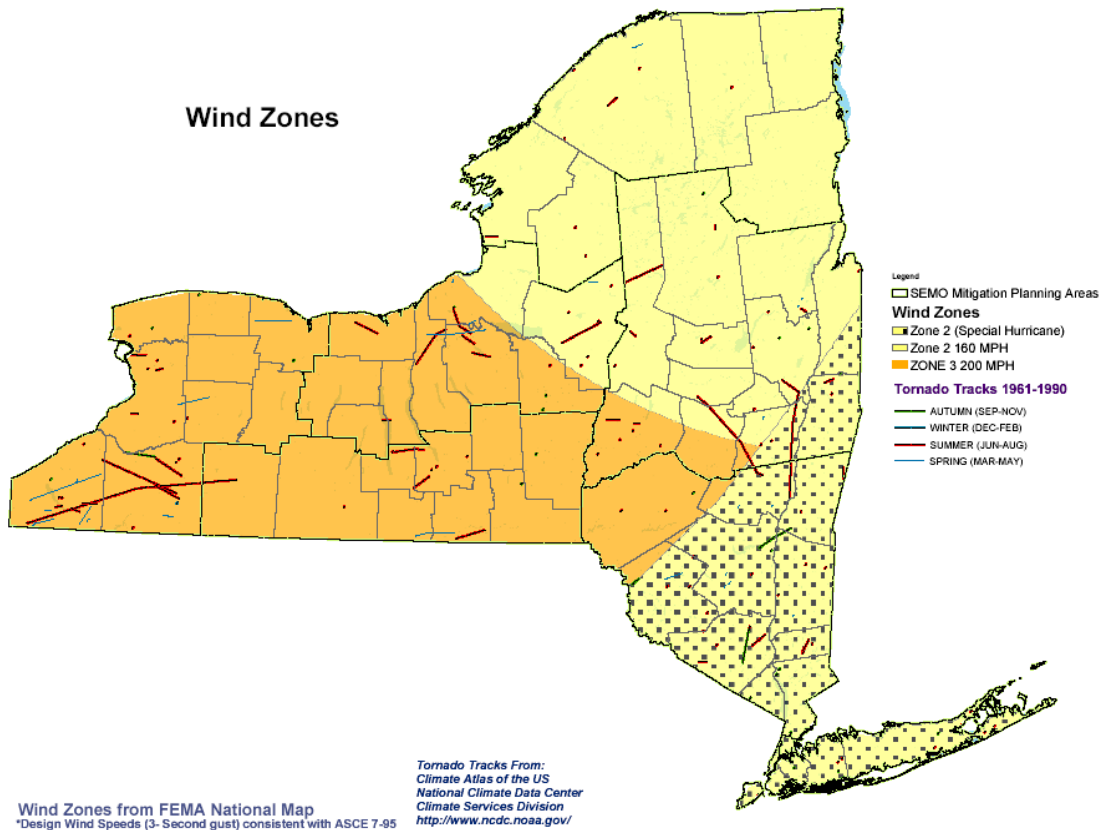 Wind Zones
Legend
SEMO Mitigation Planning Areas
Wind Zones
Zone 2 (Special Hurricane)
Zone 2 160 MPH
ZONE 3 200 MPH
Tornado Tracks 1961-1990
AUTUMN (SEP-NOV)
WINTER (DEC-FEB)
SUMMER (JUN-AUG)
SPRING (MAR-MAY)
Tornado Tracks From:
Climate Atlas of the US
National Climate Data Center
Climate Services Division
http://www.ncdc.noaa.gov/
Wind Zones from FEMA National Map
*Design Wind Speeds (3- Second gust) consistent with ASCE 7-95